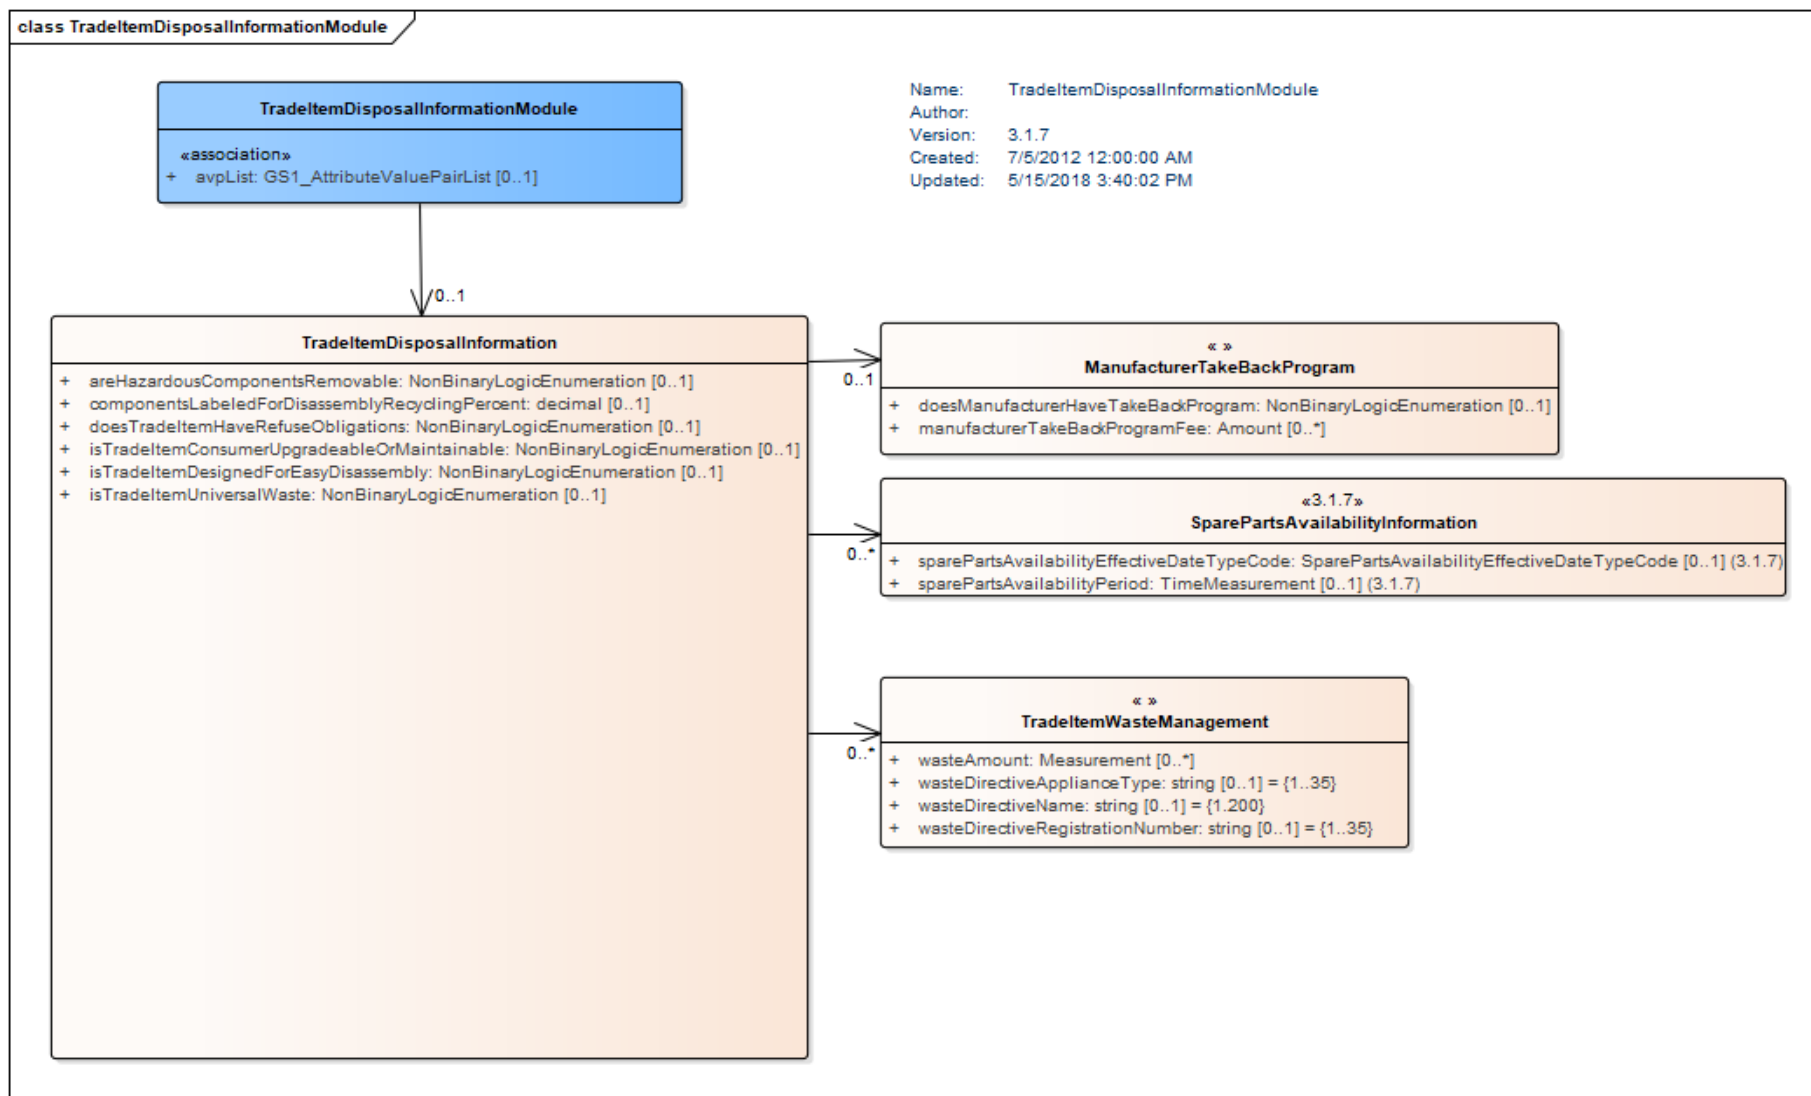 class TradeItemDisposalInformationModule
TradeItemDisposalInformationModule
«association»
+ avpList: GS1_AttributeValuePairList [0..1]
Name: TradeItemDisposalInformationModule
Author:
Version: 3.1.7
Created: 7/5/2012 12:00:00 AM
Updated: 5/15/2018 3:40:02 PM
0..1
TradeItemDisposalInformation
+ areHazardousComponentsRemovable: NonBinaryLogicEnumeration [0..1]
+ componentsLabeledForDisassemblyRecyclingPercent: decimal [0..1]
+ doesTradeItemHaveRefuseObligations: NonBinaryLogicEnumeration [0..1]
+ isTradeItemConsumerUpgradeableOrMaintainable: NonBinaryLogicEnumeration [0..1]
+ isTradeItemDesignedForEasyDisassembly: NonBinaryLogicEnumeration [0..1]
+ isTradeItemUniversalWaste: NonBinaryLogicEnumeration [0..1]
0..1
« »
ManufacturerTakeBackProgram
+ doesManufacturerHaveTakeBackProgram: NonBinaryLogicEnumeration [0..1]
+ manufacturerTakeBackProgramFee: Amount [0..*]
0..*
«3.1.7»
SparePartsAvailabilityInformation
+ sparePartsAvailabilityEffectiveDateTypeCode: SparePartsAvailabilityEffectiveDateTypeCode [0..1] (3.1.7)
+ sparePartsAvailabilityPeriod: TimeMeasurement [0..1] (3.1.7)
0..*
« »
TradeItemWasteManagement
+ wasteAmount: Measurement [0..*]
+ wasteDirectiveApplianceType: string [0..1] = {1..35}
+ wasteDirectiveName: string [0..1] = {1.200}
+ wasteDirectiveRegistrationNumber: string [0..1] = {1..35}